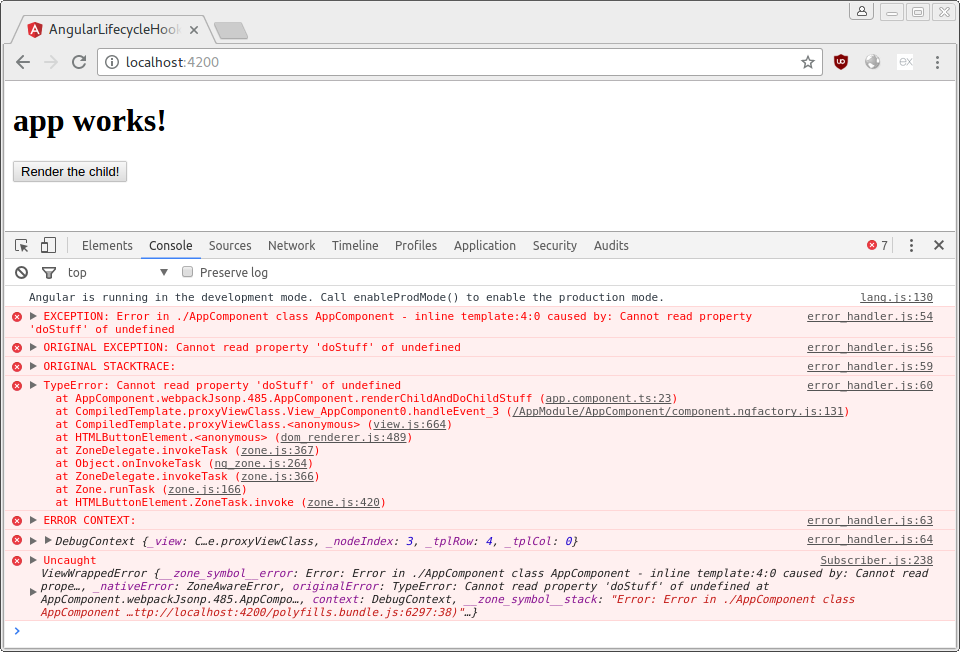 AngularLifecycleHook
localhost:4200
app works!
Render the child!
Elements Console Sources Network Timeline Profiles Application Security Audits 7
top Preserve log
Angular is running in the development mode. Call enableProdMode() to enable the production mode. lang.js:130
EXCEPTION: Error in ./AppComponent class AppComponent - inline template:4:0 caused by: Cannot read property error_handler.js:54
'doStuff' of undefined
ORIGINAL EXCEPTION: Cannot read property 'doStuff' of undefined error_handler.js:56
ORIGINAL STACKTRACE: error_handler.js:59
TypeError: Cannot read property 'doStuff' of undefined error_handler.js:60
at AppComponent.webpackJsonp.485.AppComponent.renderChildAndDoChildStuff (app.component.ts:23)
at CompiledTemplate.proxyViewClass.View_AppComponent0.handleEvent_3 (/AppModule/AppComponent/component.ngfactory.js:131)
at CompiledTemplate.proxyViewClass.<anonymous> (view.js:664)
at HTMLButtonElement.<anonymous> (dom_renderer.js:489)
at ZoneDelegate.invokeTask (zone.js:367)
at Object.onInvokeTask (ng_zone.js:264)
at ZoneDelegate.invokeTask (zone.js:366)
at Zone.runTask (zone.js:166)
at HTMLButtonElement.ZoneTask.invoke (zone.js:420)
ERROR CONTEXT: error_handler.js:63
DebugContext {_view: C…e.proxyViewClass, _nodeIndex: 3, _tplRow: 4, _tplCol: 0} error_handler.js:64
Uncaught Subscriber.js:238
ViewWrappedError {__zone_symbol__error: Error: Error in ./AppComponent class AppComponent - inline template:4:0 caused by: Cannot read
prope…, _nativeError: ZoneAwareError, originalError: TypeError: Cannot read property 'doStuff' of undefined at
AppComponent.webpackJsonp.485.AppCompo…, context: DebugContext, __zone_symbol__stack: "Error: Error in ./AppComponent class
AppComponent …ttp://localhost:4200/polyfills.bundle.js:6297:38)"…}